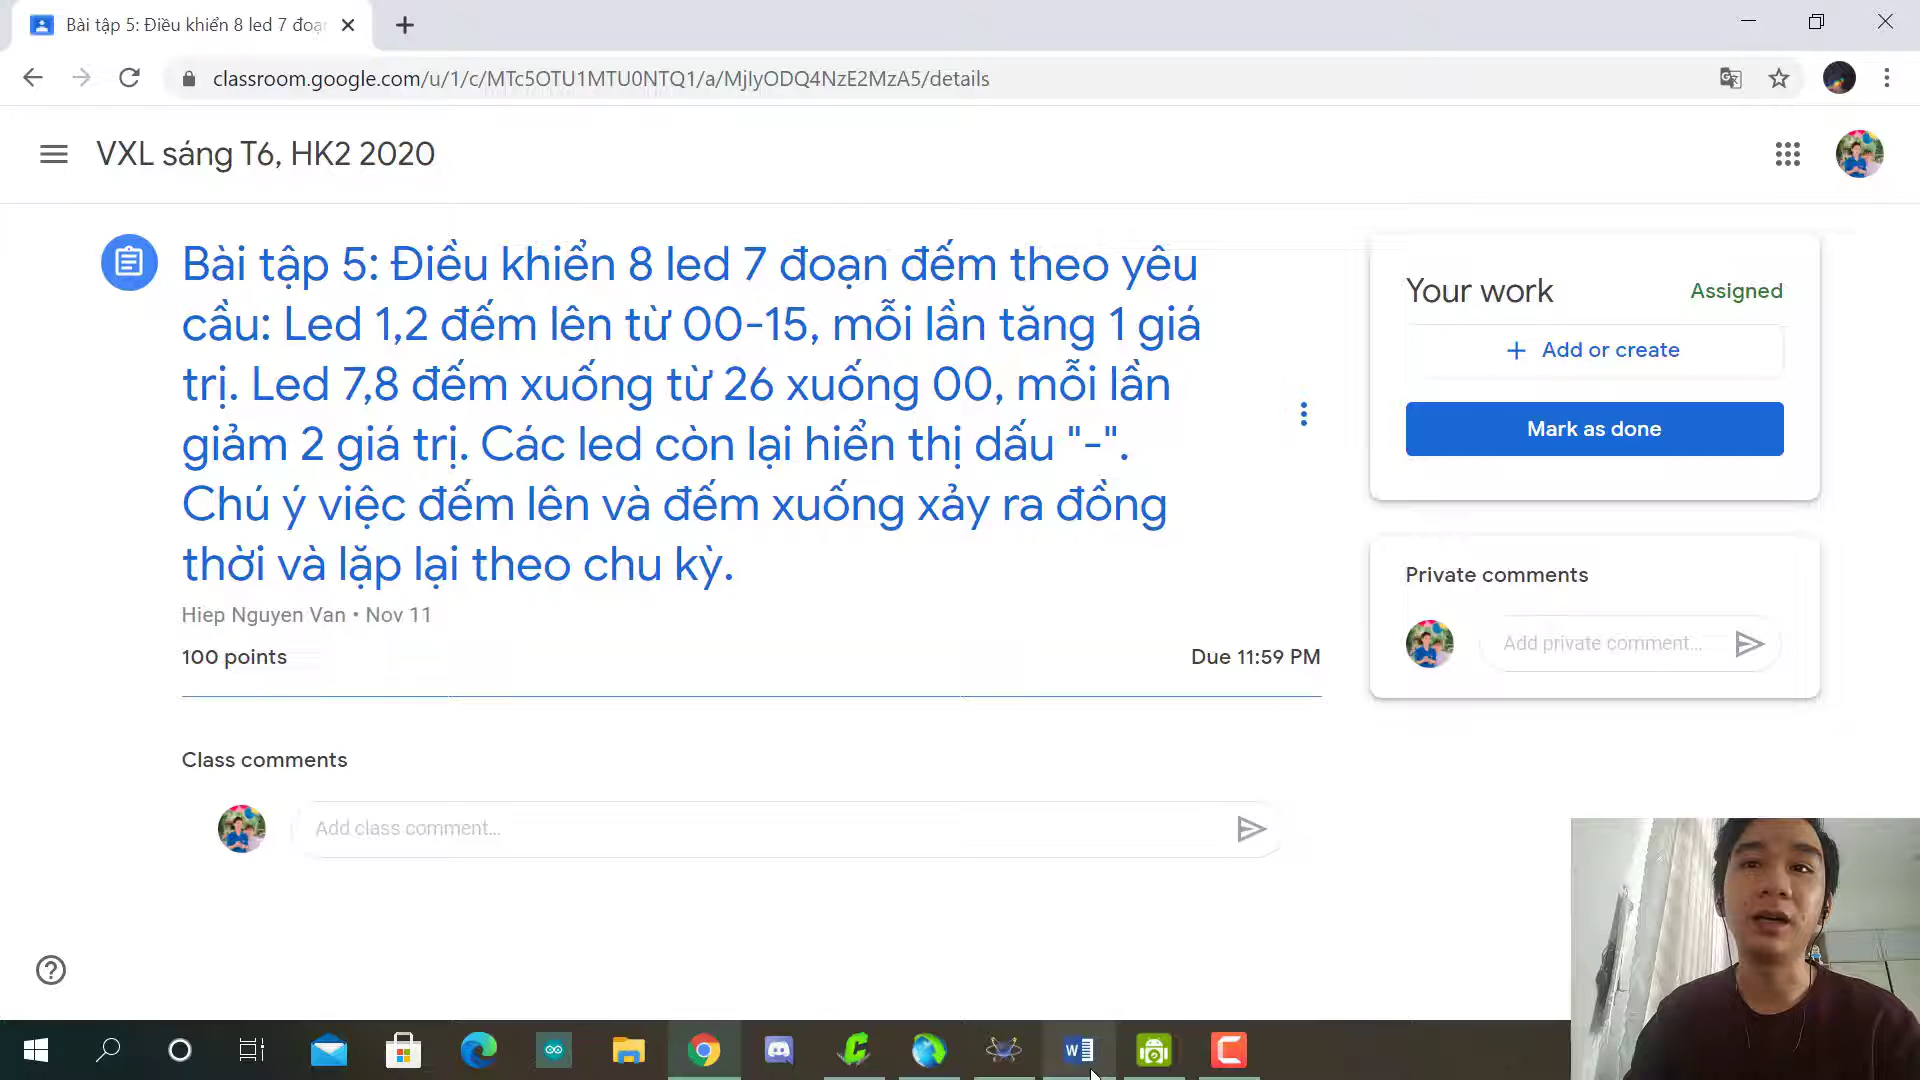 Bài tập 5: Điều khiển 8 led 7 đoạn
classroom.google.com/u/1/c/MTc5OTU1MTU0NTQ1/a/MjIyODQ4NzE2MzA5/details
VXL sáng T6, HK2 2020
Bài tập 5: Điều khiển 8 led 7 đoạn đếm theo yêu
cầu: Led 1,2 đếm lên từ 00-15, mỗi lần tăng 1 giá
trị. Led 7,8 đếm xuống từ 26 xuống 00, mỗi lần
giảm 2 giá trị. Các led còn lại hiển thị dấu "-".
Chú ý việc đếm lên và đếm xuống xảy ra đồng
thời và lặp lại theo chu kỳ.
Hiep Nguyen Van • Nov 11
100 points
Due 11:59 PM
Class comments
Add class comment...
Your work
Assigned
+ Add or create
Mark as done
Private comments
Add private comment...